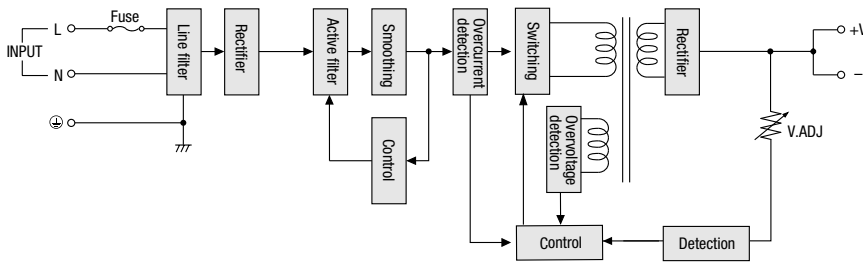 INPUT
L
Fuse
N
Line filter
Rectifier
Active filter
Smoothing
Control
Overcurrent
detection
Switching
Overvoltage
detection
Rectifier
+V
−
V.ADJ
Control
Detection